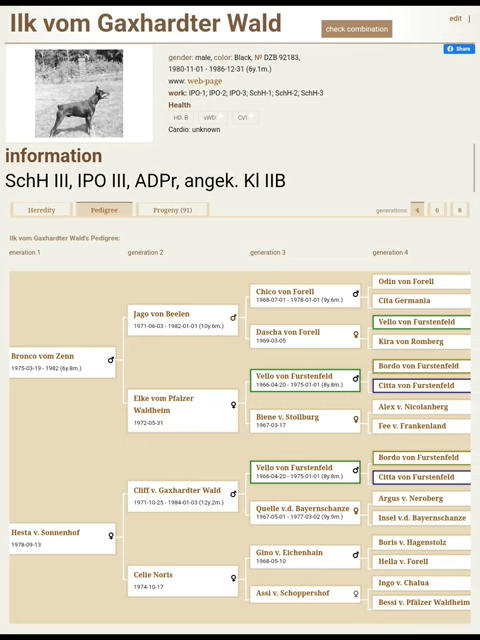 Ilk vom Gaxhardter Wald
check combination
edit |
Share
gender: male, color: Black, № DZB 92183,
1980-11-01 - 1986-12-31 (6y.1m.)
www: web-page
work: IPO-1; IPO-2; IPO-3; SchH-1; SchH-2; SchH-3
Health
HD: B vWD: CVI:
Cardio: unknown
information
SchH III, IPO III, ADPr, angek. Kl IIB
Heredity Pedigree Progeny (91) generations: 4 6 8
Ilk vom Gaxhardter Wald's Pedigree:
eneration 1 generation 2 generation 3 generation 4
Bronco vom Zenn
1975-03-19 - 1982 (6y.8m.)
Hesta v. Sonnenhof
1978-09-13
Jago von Beelen
1971-06-03 - 1982-01-01 (10y.6m.)
Elke vom Pfalzer
Waldheim
1972-05-31
Cliff v. Gaxhardter Wald
1971-10-25 - 1984-01-03 (12y.2m.)
Celie Noris
1974-10-17
Chico von Forell
1968-07-01 - 1978-01-01 (9y.6m.)
Dascha von Forell
1969-03-05
Vello von Furstenfeld
1966-04-20 - 1975-01-01 (8y.8m.)
Biene v. Stollburg
1967-03-17
Vello von Furstenfeld
1966-04-20 - 1975-01-01 (8y.8m.)
Quelle v.d. Bayernschanze
1967-05-01 - 1977-03-02 (9y.9m.)
Gino v. Eichenhain
1968-05-10
Assi v. Schoppershof
Odin von Forell
Cita Germania
Vello von Furstenfeld
Kira von Romberg
Bordo von Furstenfeld
Citta von Furstenfeld
Alex v. Nicolanberg
Fee v. Frankenland
Bordo von Furstenfeld
Citta von Furstenfeld
Argus v. Neroberg
Insel v.d. Bayernschanze
Boris v. Hagenstolz
Hella v. Forell
Ingo v. Chalua
Bessi v. Pfälzer Waldheim